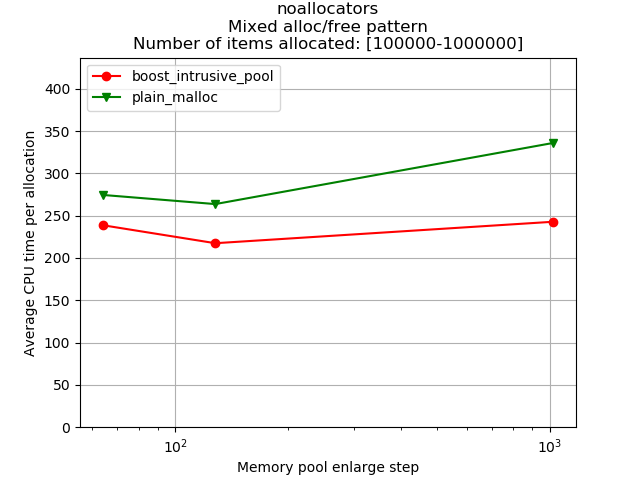 noallocators
Mixed alloc/free pattern
Number of items allocated: [100000-1000000]
boost_intrusive_pool
plain_malloc
Average CPU time per allocation
400
350
300
250
200
150
100
50
0
10²
10³
Memory pool enlarge step